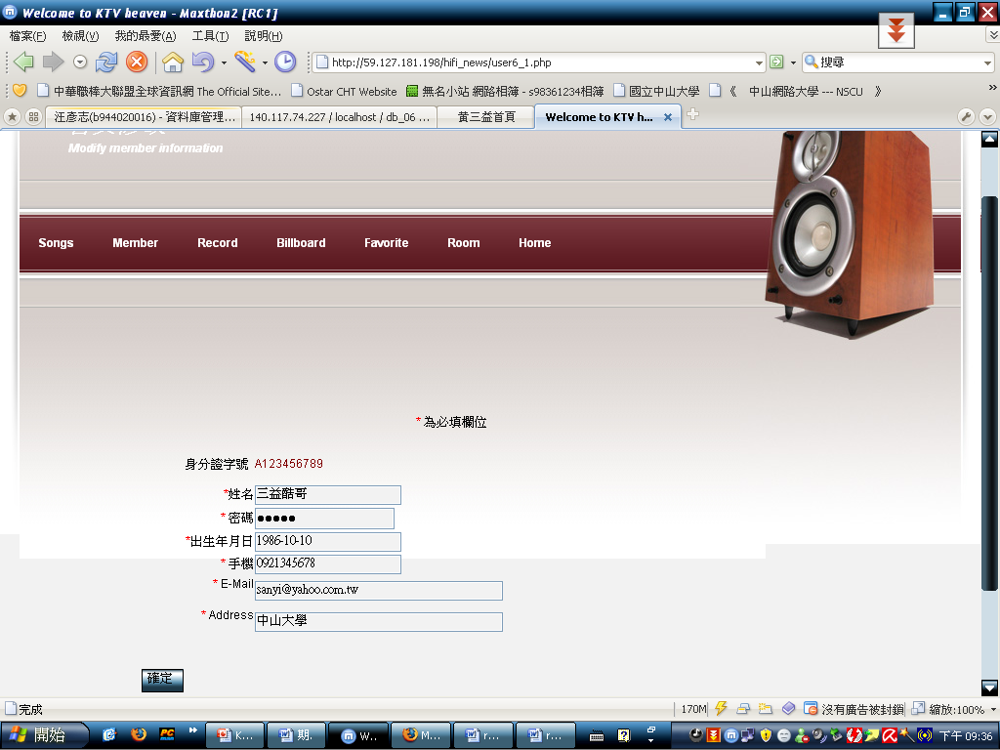 Welcome to KTV heaven - Maxthon2 [RC1]
檔案(F) 檢視(V) 我的最愛(A) 工具(T) 說明(H)
http://59.127.181.198/hifi_news/user6_1.php 搜尋
中華職棒大聯盟全球資訊網 The Official Site... Ostar CHT Website 無名小站 網路相簿 - s98361234相簿 國立中山大學 《 中山網路大學 --- NSCU 》
汪彥志(b944020016) - 資料庫管理... 140.117.74.227 / localhost / db_06 ... 黃三益首頁 Welcome to KTV h...
Modify member information
Songs Member Record Billboard Favorite Room Home
* 為必填欄位
身分證字號 A123456789
*姓名 三益酷哥
* 密碼 ●●●●●
*出生年月日 1986-10-10
* 手機 0921345678
* E-Mail sanyi@yahoo.com.tw
* Address 中山大學
確定
完成 170M 沒有廣告被封鎖 縮放:100%
開始 K... 期... W... M... r... r... 下午 09:36